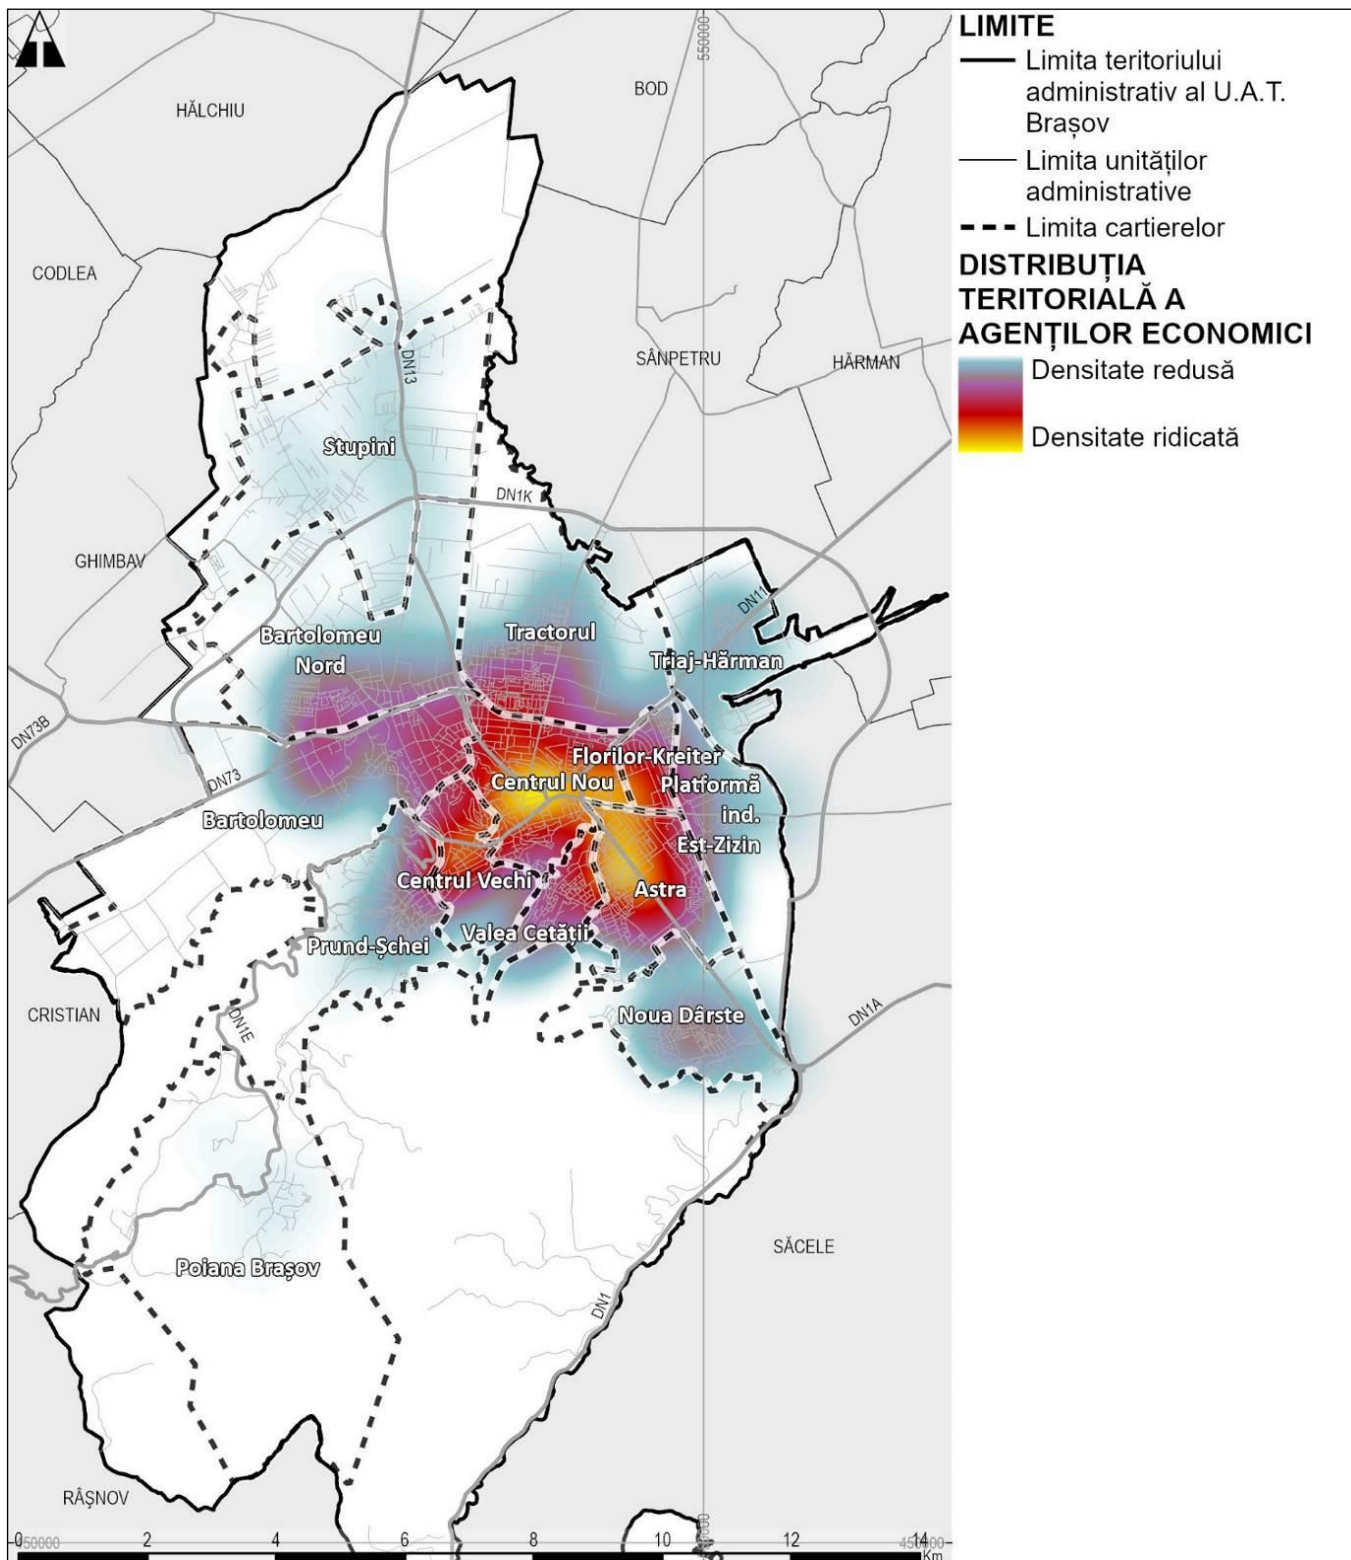 LIMITE
Limita teritoriului
administrativ al U.A.T.
Brașov
Limita unităților
administrative
Limita cartierelor
DISTRIBUȚIA
TERITORIALĂ A
AGENȚILOR ECONOMICI
Densitate redusă
Densitate ridicată
550000
BOD
HĂLCHIU
CODLEA
SÂNPETRU
HĂRMAN
DN13
Stupini
DN1K
GHIMBAV
DN11
Bartolomeu
Nord
Tractorul
Triaj-Hărman
DN73B
DN73
Florilor-Kreiter
Centrul Nou
Platformă
ind.
Est-Zizin
Bartolomeu
Centrul Vechi
Astra
Prund-Șchei
Valea Cetății
CRISTIAN
DN1E
Noua Dârste
DN1A
SĂCELE
Poiana Brașov
DN1
RÂȘNOV
0 2 4 6 8 10 12 14
Km
450000